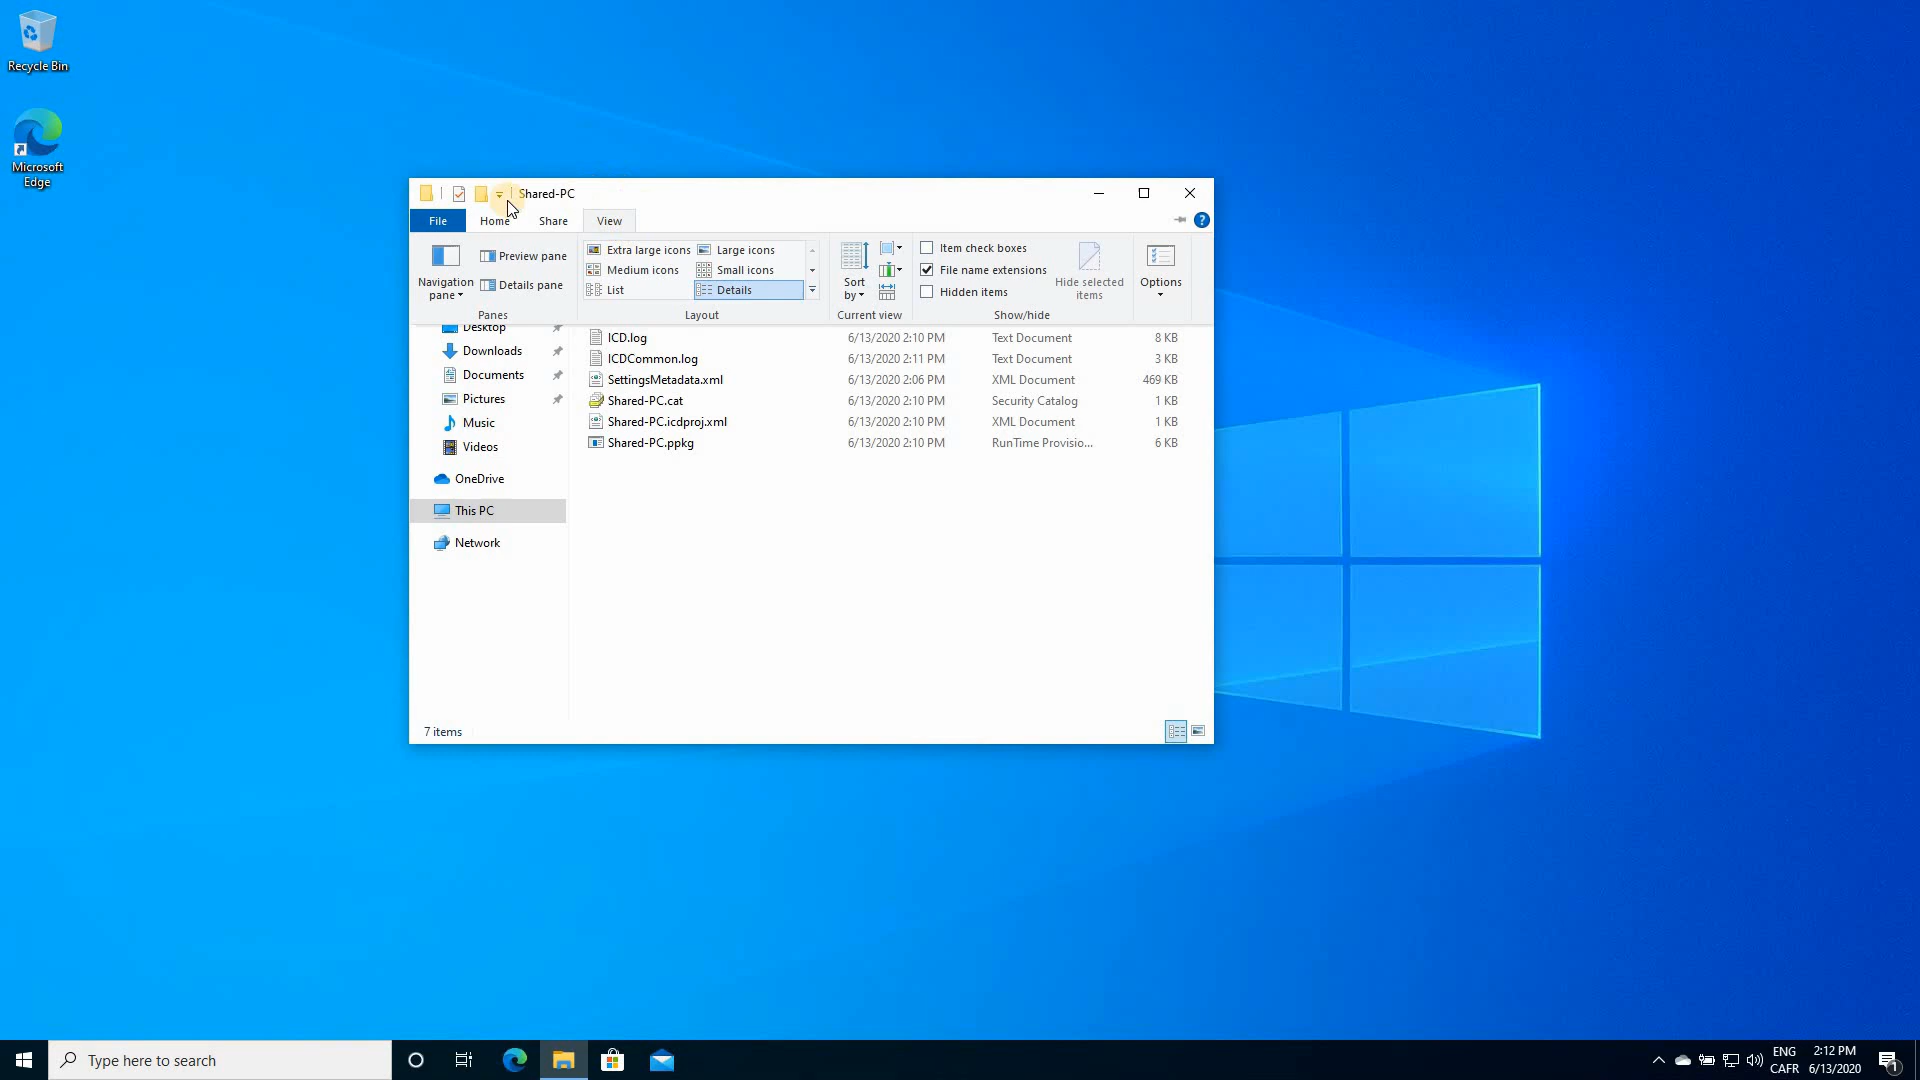 Recycle Bin
Microsoft
Edge
Shared-PC
File Home Share View
Navigation
pane
Preview pane
Details pane
Panes
Extra large icons Large icons
Medium icons Small icons
List Details
Layout
Sort
by
Current view
Item check boxes
File name extensions
Hidden items
Hide selected
items
Show/hide
Options
Desktop
Downloads
Documents
Pictures
Music
Videos
OneDrive
This PC
Network
ICD.log 6/13/2020 2:10 PM Text Document 8 KB
ICDCommon.log 6/13/2020 2:11 PM Text Document 3 KB
SettingsMetadata.xml 6/13/2020 2:06 PM XML Document 469 KB
Shared-PC.cat 6/13/2020 2:10 PM Security Catalog 1 KB
Shared-PC.icdproj.xml 6/13/2020 2:10 PM XML Document 1 KB
Shared-PC.ppkg 6/13/2020 2:10 PM RunTime Provisio... 6 KB
7 items
Type here to search
ENG
CAFR
2:12 PM
6/13/2020
1